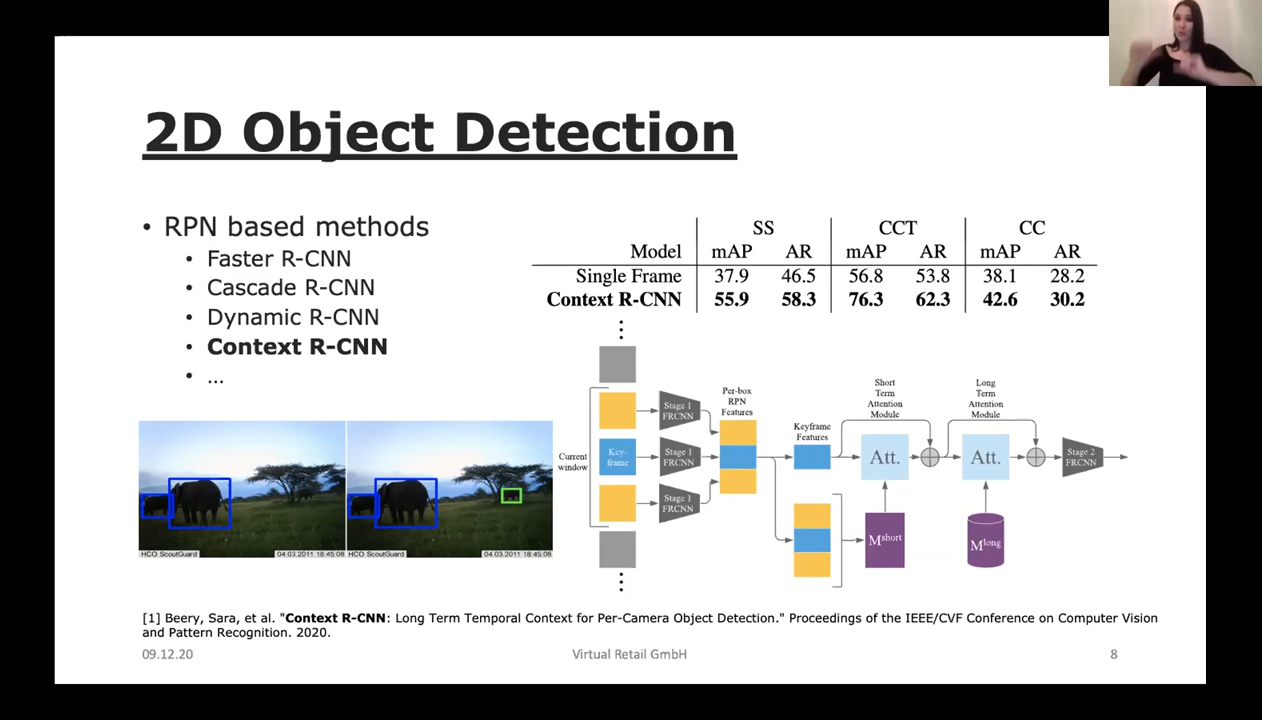 2D Object Detection
• RPN based methods
• Faster R-CNN
• Cascade R-CNN
• Dynamic R-CNN
• Context R-CNN
• ...
SS CCT CC
Model mAP AR mAP AR mAP AR
Single Frame 37.9 46.5 56.8 53.8 38.1 28.2
Context R-CNN 55.9 58.3 76.3 62.3 42.6 30.2
HCO ScoutGuard 04.03.2011 18:45:08
HCO ScoutGuard 04.03.2011 18:45:08
Current
window
Key-
frame
Stage 1
FRCNN
Stage 1
FRCNN
Stage 1
FRCNN
Per-box
RPN
Features
Keyframe
Features
Short
Term
Attention
Module
Att.
Mshort
Long
Term
Attention
Module
Att.
Mlong
Stage 2
FRCNN
[1] Beery, Sara, et al. "Context R-CNN: Long Term Temporal Context for Per-Camera Object Detection." Proceedings of the IEEE/CVF Conference on Computer Vision
and Pattern Recognition. 2020.
09.12.20 Virtual Retail GmbH 8